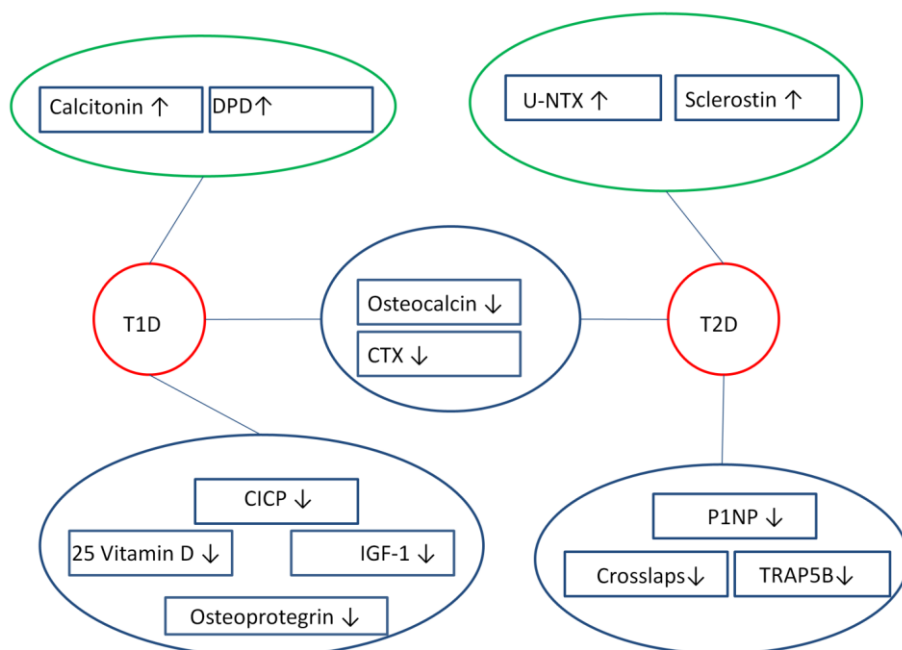 Calcitonin ↑
DPD↑
U-NTX ↑
Sclerostin ↑
T1D
Osteocalcin ↓
CTX ↓
T2D
CICP ↓
25 Vitamin D ↓
IGF-1 ↓
Osteoprotegrin ↓
P1NP ↓
Crosslaps↓
TRAP5B↓